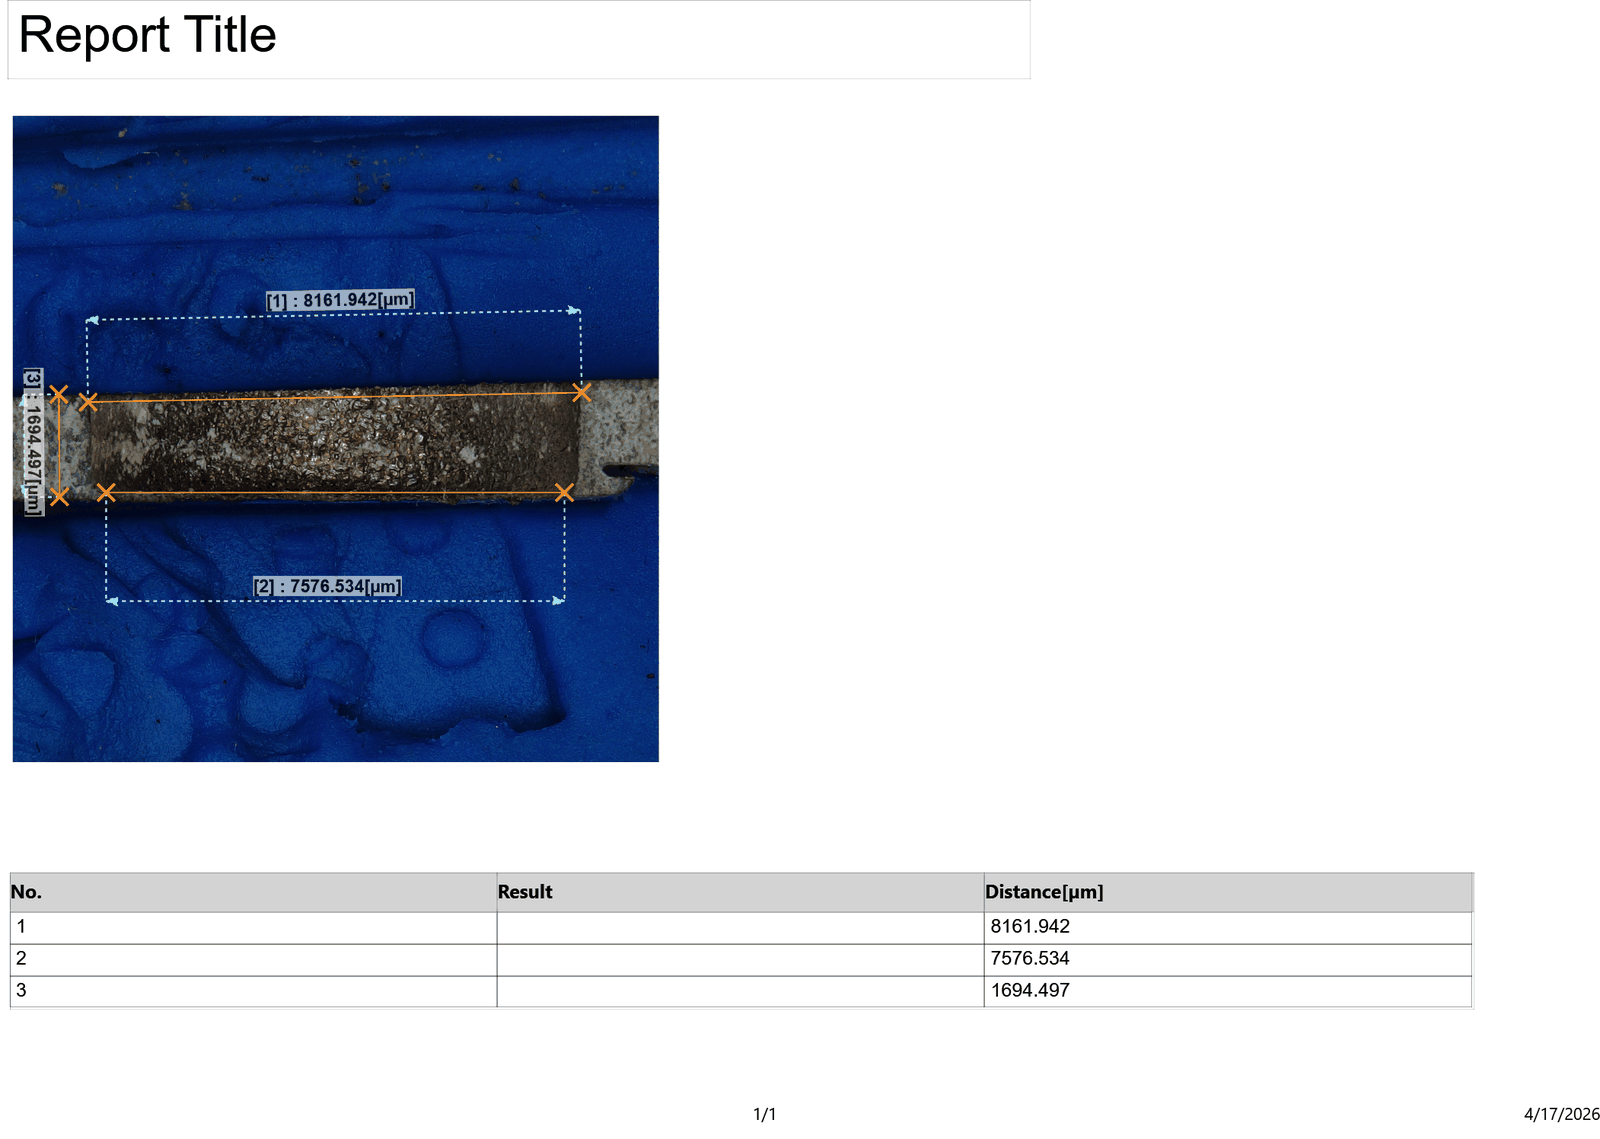 Report Title
[1] : 8161.942[µm]
[3] : 1694.497[µm]
[2] : 7576.534[µm]
No. Result Distance[µm]
1 8161.942
2 7576.534
3 1694.497
1/1 4/17/2026